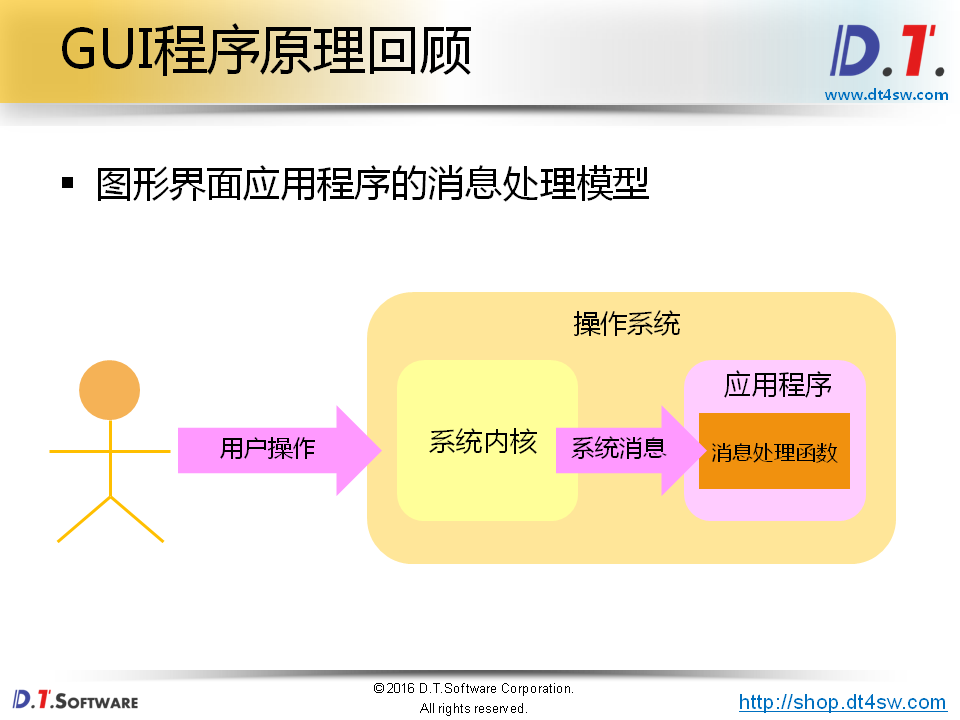 GUI程序原理回顾
D.T.
www.dt4sw.com
▪ 图形界面应用程序的消息处理模型
操作系统
应用程序
系统内核
用户操作
系统消息
消息处理函数
D.T.SOFTWARE
©2016 D.T.Software Corporation.
All rights reserved.
http://shop.dt4sw.com